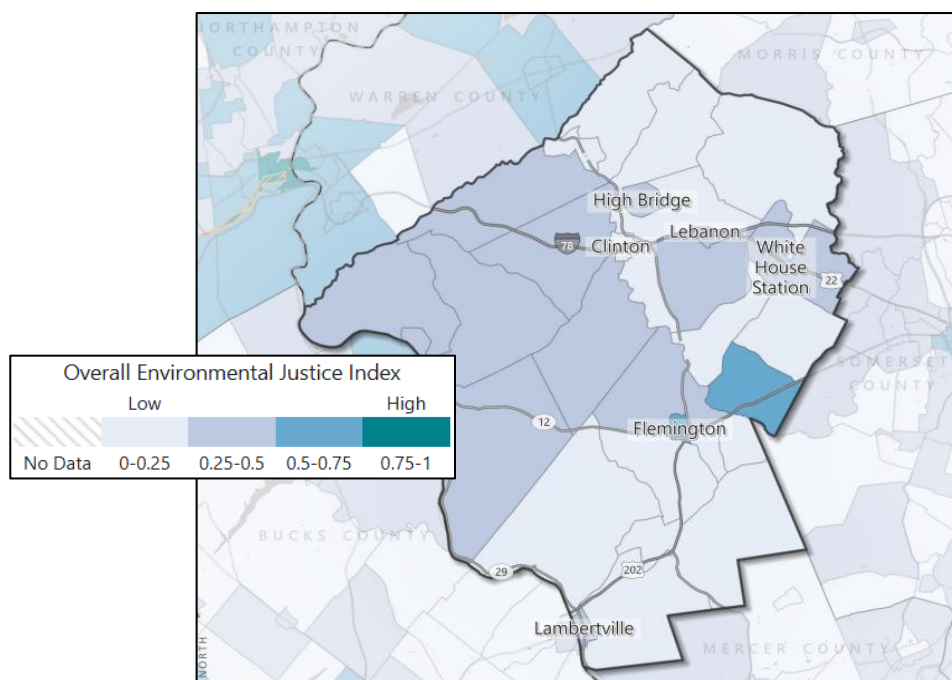 NORTHAMPTON
COUNTY
MORRIS COUNTY
WARREN COUNTY
High Bridge
Lebanon
78
Clinton
White
House
Station
22
Overall Environmental Justice Index
Low
High
No Data
0-0.25
0.25-0.5
0.5-0.75
0.75-1
SOMERSET
COUNTY
12
Flemington
BUCKS COUNTY
29
202
Lambertville
MERCER COUNTY
NORTH